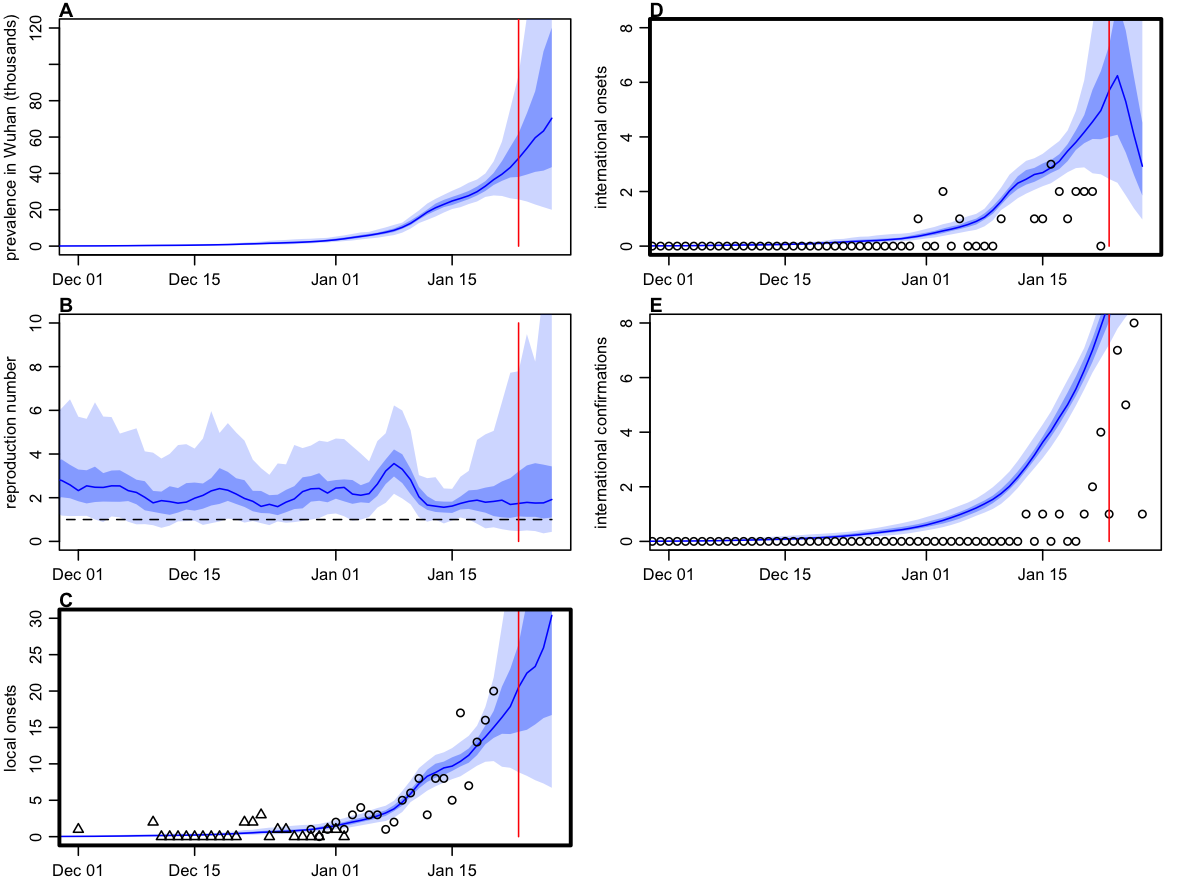 A
prevalence in Wuhan (thousands)
0 20 40 60 80 120
Dec 01 Dec 15 Jan 01 Jan 15
B
reproduction number
0 2 4 6 8 10
Dec 01 Dec 15 Jan 01 Jan 15
C
local onsets
0 5 10 15 20 25 30
Dec 01 Dec 15 Jan 01 Jan 15
D
international onsets
0 2 4 6 8
Dec 01 Dec 15 Jan 01 Jan 15
E
international confirmations
0 2 4 6 8
Dec 01 Dec 15 Jan 01 Jan 15